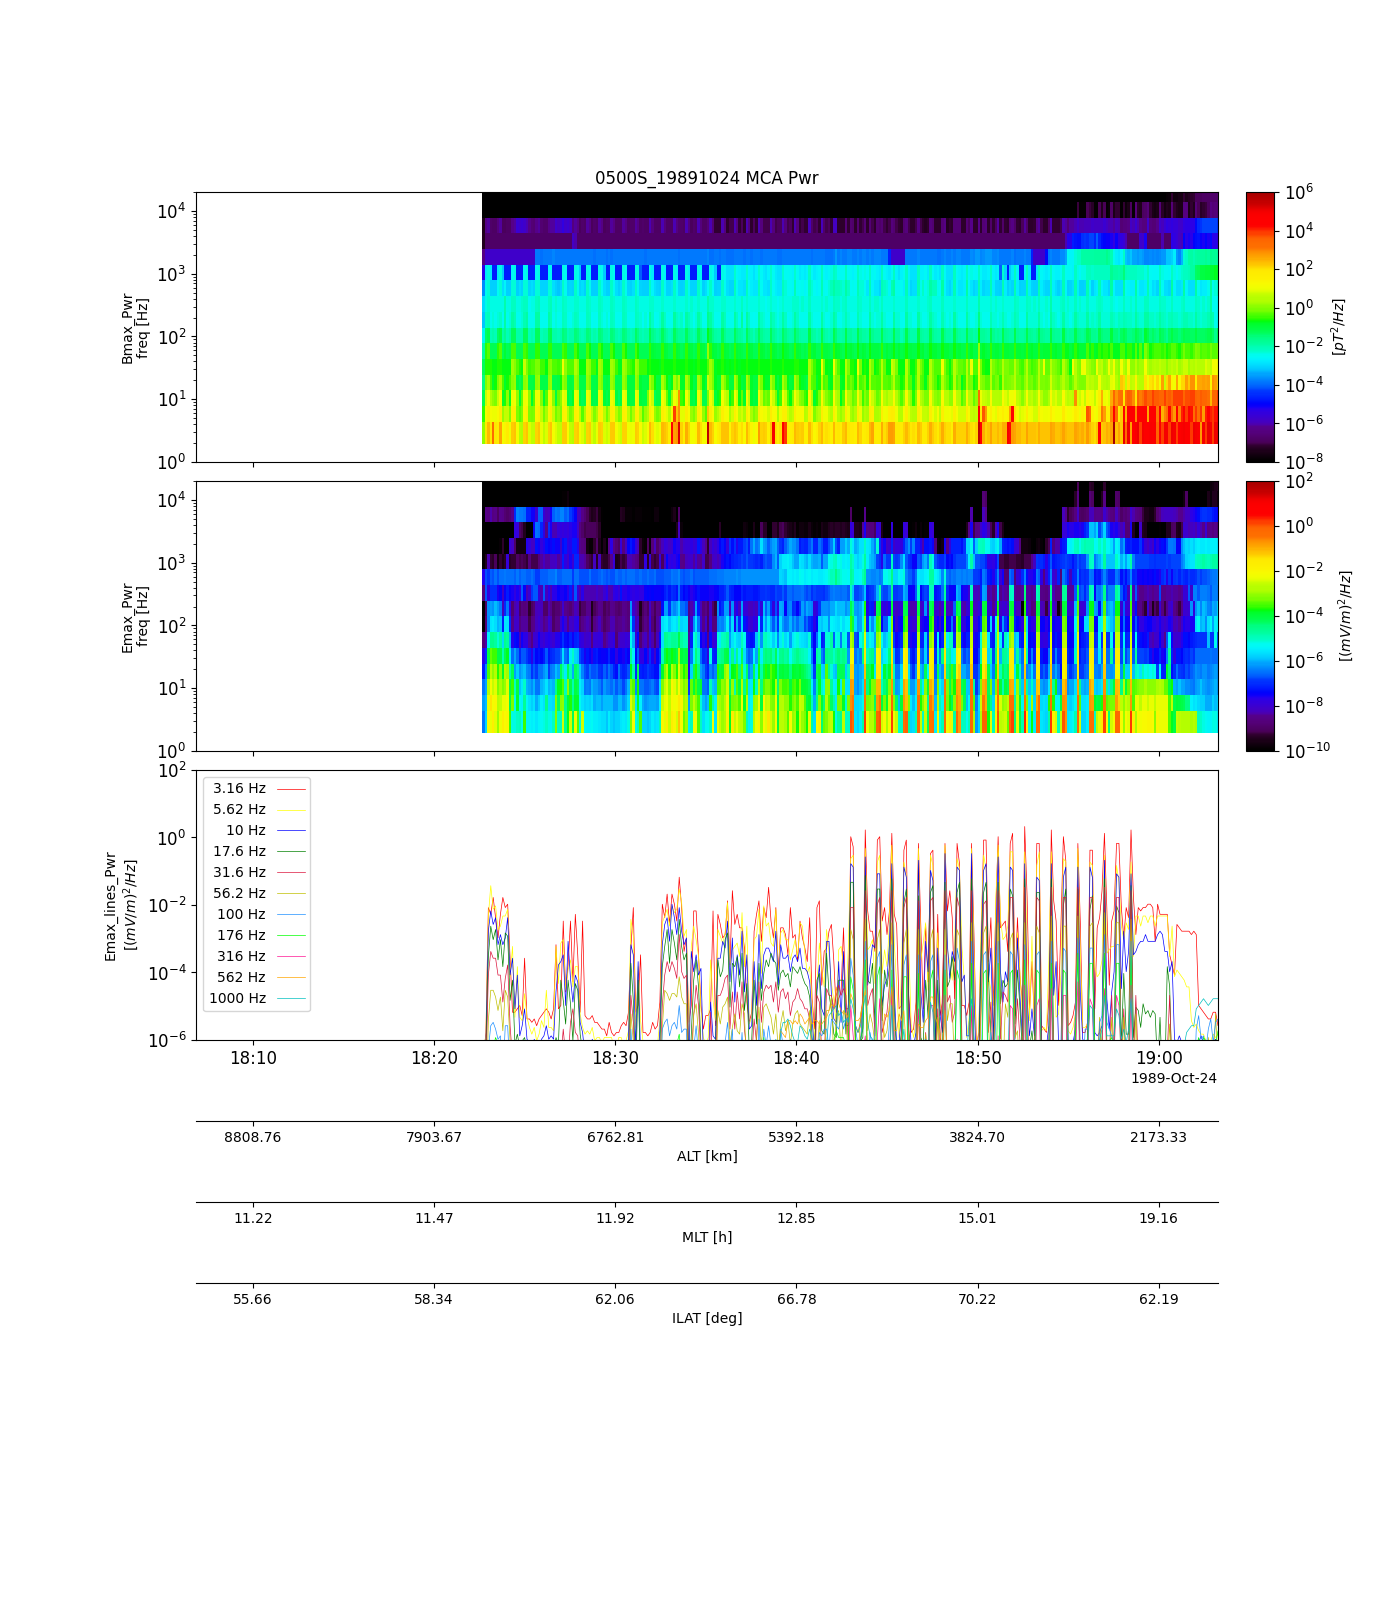 0500S_19891024 MCA Pwr
10^4
10^3
10^2
10^1
10^0
Bmax_Pwr
freq [Hz]
10^6
10^4
10^2
10^0
10^−2
10^−4
10^−6
10^−8
[pT^2/Hz]
10^4
10^3
10^2
10^1
10^0
Emax_Pwr
freq [Hz]
10^2
10^0
10^−2
10^−4
10^−6
10^−8
10^−10
[(mV/m)^2/Hz]
10^2
10^0
10^−2
10^−4
10^−6
Emax_lines_Pwr
[(mV/m)^2/Hz]
3.16 Hz
5.62 Hz
10 Hz
17.6 Hz
31.6 Hz
56.2 Hz
100 Hz
176 Hz
316 Hz
562 Hz
1000 Hz
18:10 18:20 18:30 18:40 18:50 19:00
1989-Oct-24
8808.76 7903.67 6762.81 5392.18 3824.70 2173.33
ALT [km]
11.22 11.47 11.92 12.85 15.01 19.16
MLT [h]
55.66 58.34 62.06 66.78 70.22 62.19
ILAT [deg]